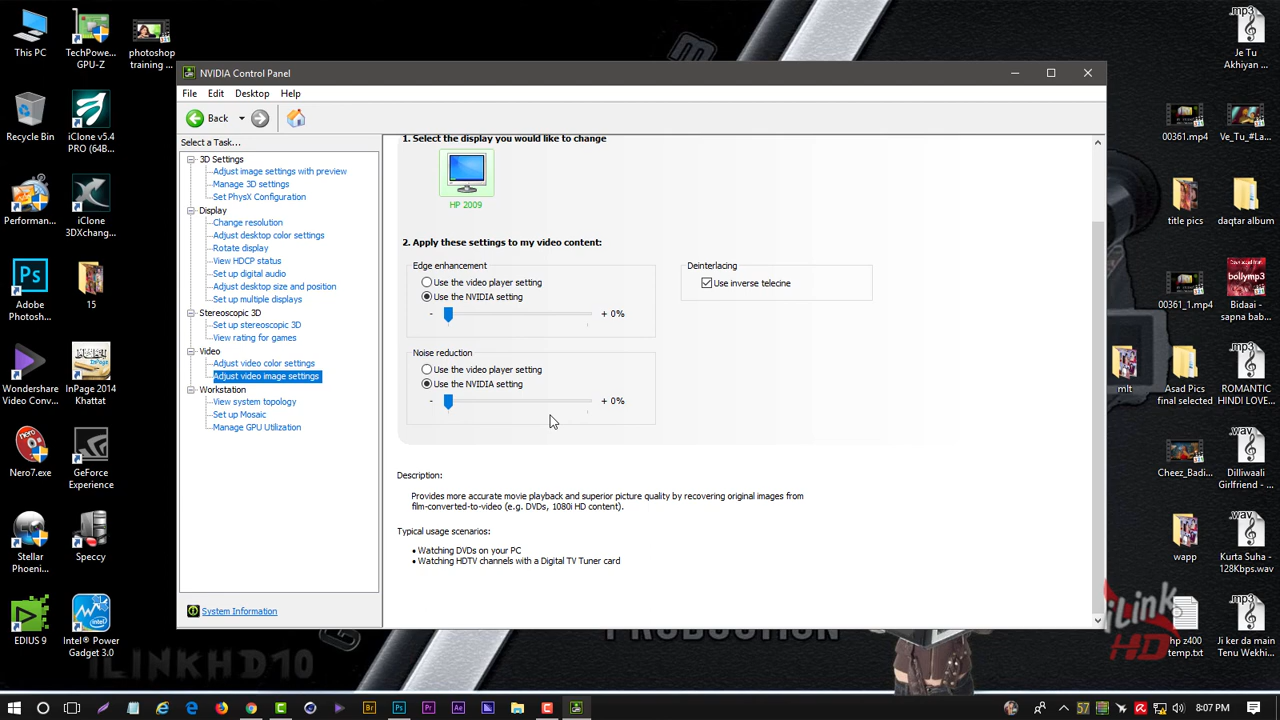 This PC
TechPowe...
GPU-Z
photoshop
training ...
Recycle Bin
iClone v5.4
PRO (64B...
Performan...
iClone
3DXchang...
Adobe
Photosh...
15
Wondershare
Video Conv...
InPage 2014
Khattat
Nero7.exe
GeForce
Experience
Stellar
Phoeni...
Speccy
EDIUS 9
Intel® Power
Gadget 3.0
NVIDIA Control Panel
File Edit Desktop Help
Back
Select a Task...
3D Settings
Adjust image settings with preview
Manage 3D settings
Set PhysX Configuration
Display
Change resolution
Adjust desktop color settings
Rotate display
View HDCP status
Set up digital audio
Adjust desktop size and position
Set up multiple displays
Stereoscopic 3D
Set up stereoscopic 3D
View rating for games
Video
Adjust video color settings
Adjust video image settings
Workstation
View system topology
Set up Mosaic
Manage GPU Utilization
System Information
1. Select the display you would like to change
HP 2009
2. Apply these settings to my video content:
Edge enhancement
Use the video player setting
Use the NVIDIA setting
- + 0%
Deinterlacing
Use inverse telecine
Noise reduction
Use the video player setting
Use the NVIDIA setting
- + 0%
Description:
Provides more accurate movie playback and superior picture quality by recovering original images from
film-converted-to-video (e.g. DVDs, 1080i HD content).
Typical usage scenarios:
• Watching DVDs on your PC
• Watching HDTV channels with a Digital TV Tuner card
.mp3
Je Tu
Akhiyan ...
00361.mp4
Ve_Tu_#La...
title pics
daqtar album
00361_1.mp4
bollymp3
Bidaai -
sapna bab...
mlt
Asad Pics
final selected
ROMANTIC
HINDI LOVE...
Cheez_Badi...
.wav
Dilliwaali
Girlfriend - ...
wapp
.wav
Kurta Suha -
128Kbps.wav
hp z400
temp.txt
.mp3
Ji ker da main
Tenu Wekhi...
iLink
HD
PRODUCTION
ILINKHD10
57
8:07 PM